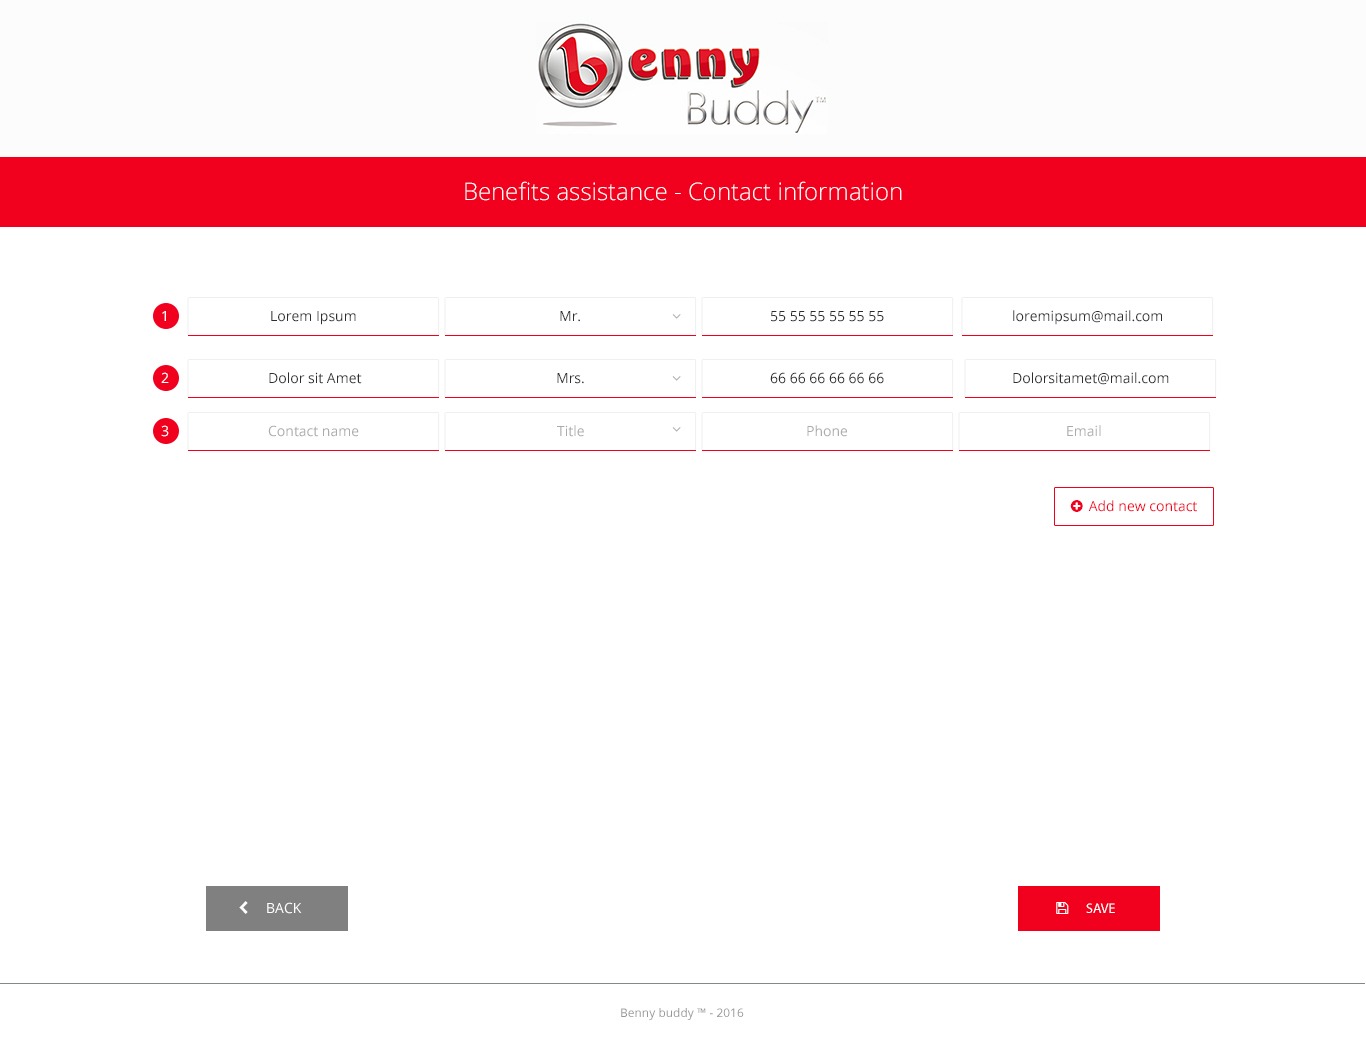 benny
Buddy™
Benefits assistance - Contact information
1 Lorem Ipsum Mr. 55 55 55 55 55 55 loremipsum@mail.com
2 Dolor sit Amet Mrs. 66 66 66 66 66 66 Dolorsitamet@mail.com
3 Contact name Title Phone Email
Add new contact
BACK SAVE
Benny buddy ™ - 2016